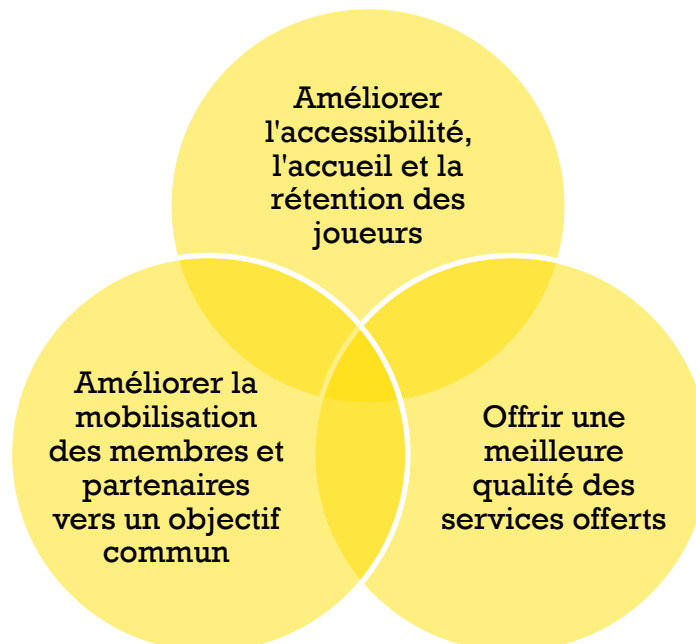 Améliorer
l'accessibilité,
l'accueil et la
rétention des
joueurs
Améliorer la
mobilisation
des membres et
partenaires
vers un objectif
commun
Offrir une
meilleure
qualité des
services offerts